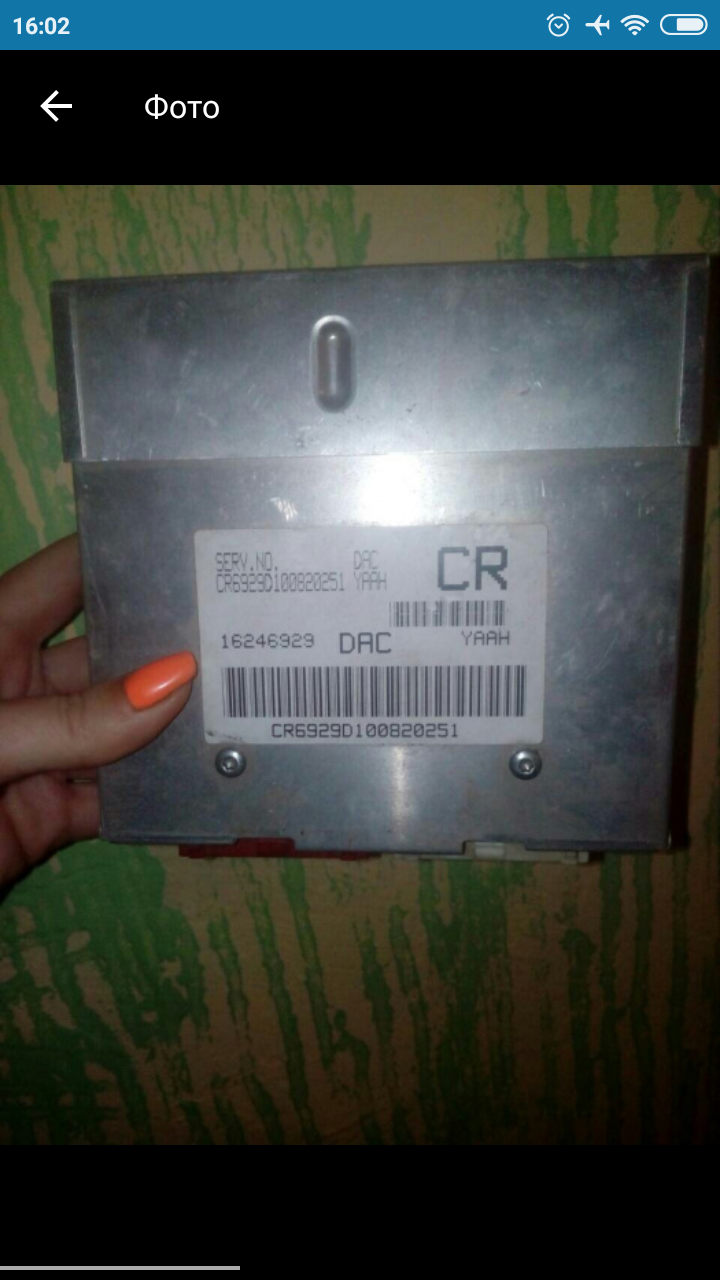 16:02
Фото
SERV.NO. DAC
CR6929D100820251 YAAH
CR
16246929 DAC YAAH
CR6929D100820251